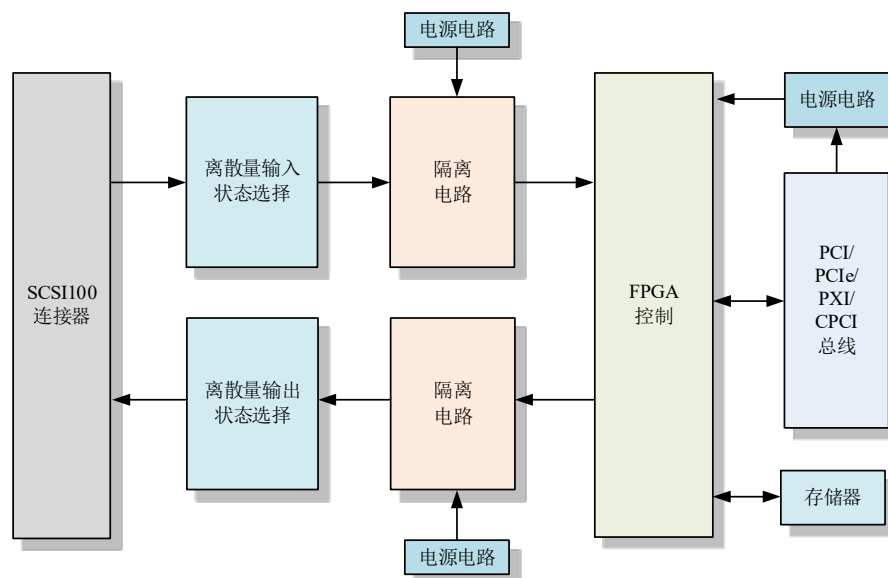 电源电路
SCSI100
连接器
离散量输入
状态选择
隔离
电路
离散量输出
状态选择
隔离
电路
电源电路
FPGA
控制
电源电路
PCI/
PCIe/
PXI/
CPCI
总线
存储器